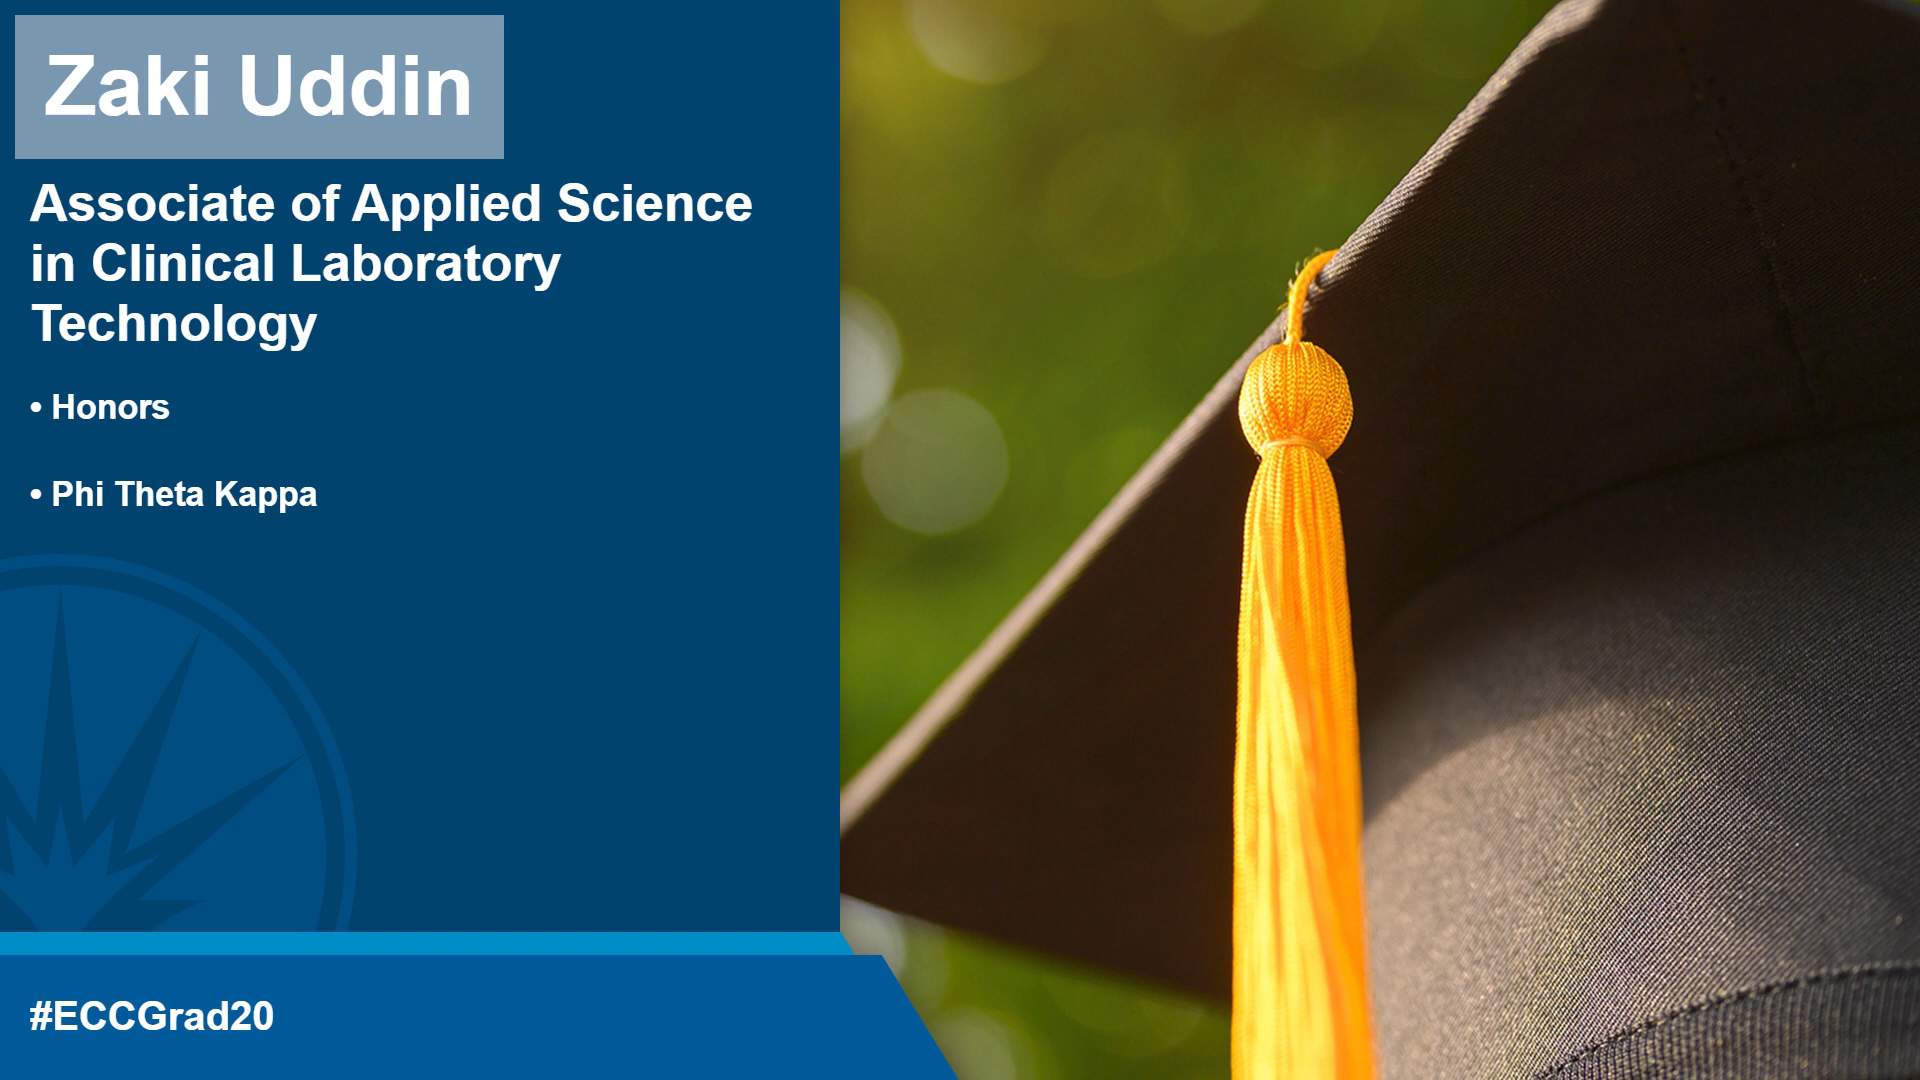 Zaki Uddin
Associate of Applied Science
in Clinical Laboratory
Technology
• Honors
• Phi Theta Kappa
#ECCGrad20